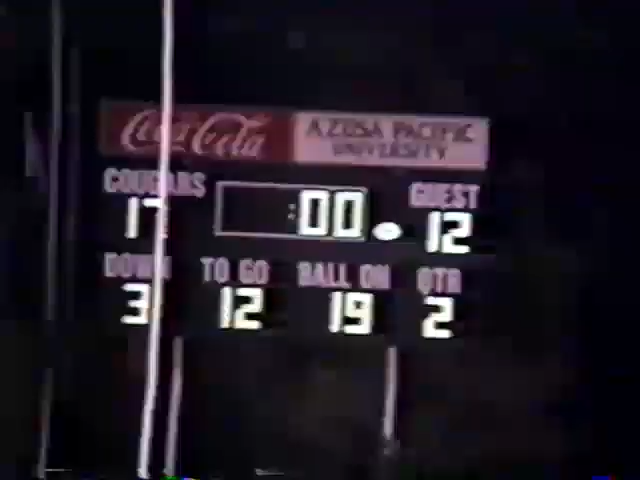 Coca-Cola
AZUSA PACIFIC
UNIVERSITY
COUGARS :00 GUEST
17 12
DOWN TO GO BALL ON QTR
3 12 19 2